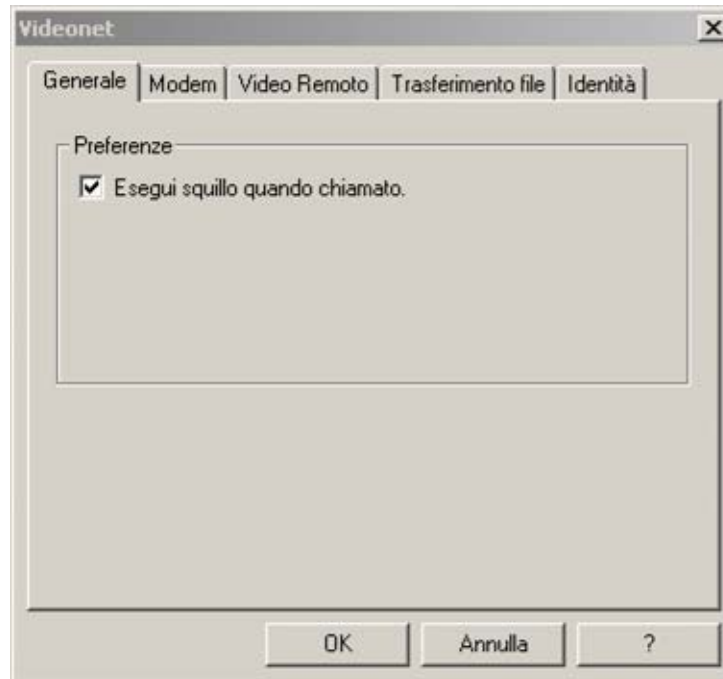 Videonet
Generale Modem Video Remoto Trasferimento file Identità
Preferenze
Esegui squillo quando chiamato.
OK Annulla ?